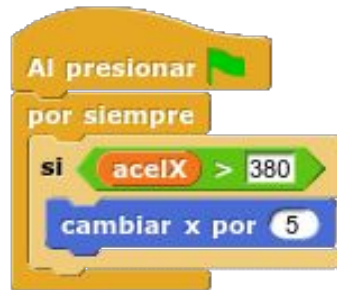 Al presionar
por siempre
si acelX > 380
cambiar x por 5